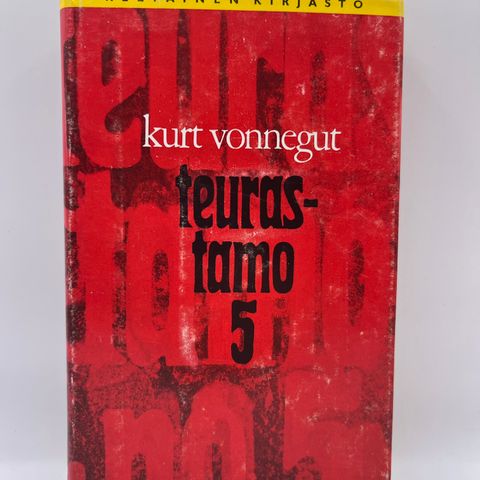 KELTAINEN KIRJASTO
kurt vonnegut
teuras-
tamo
5